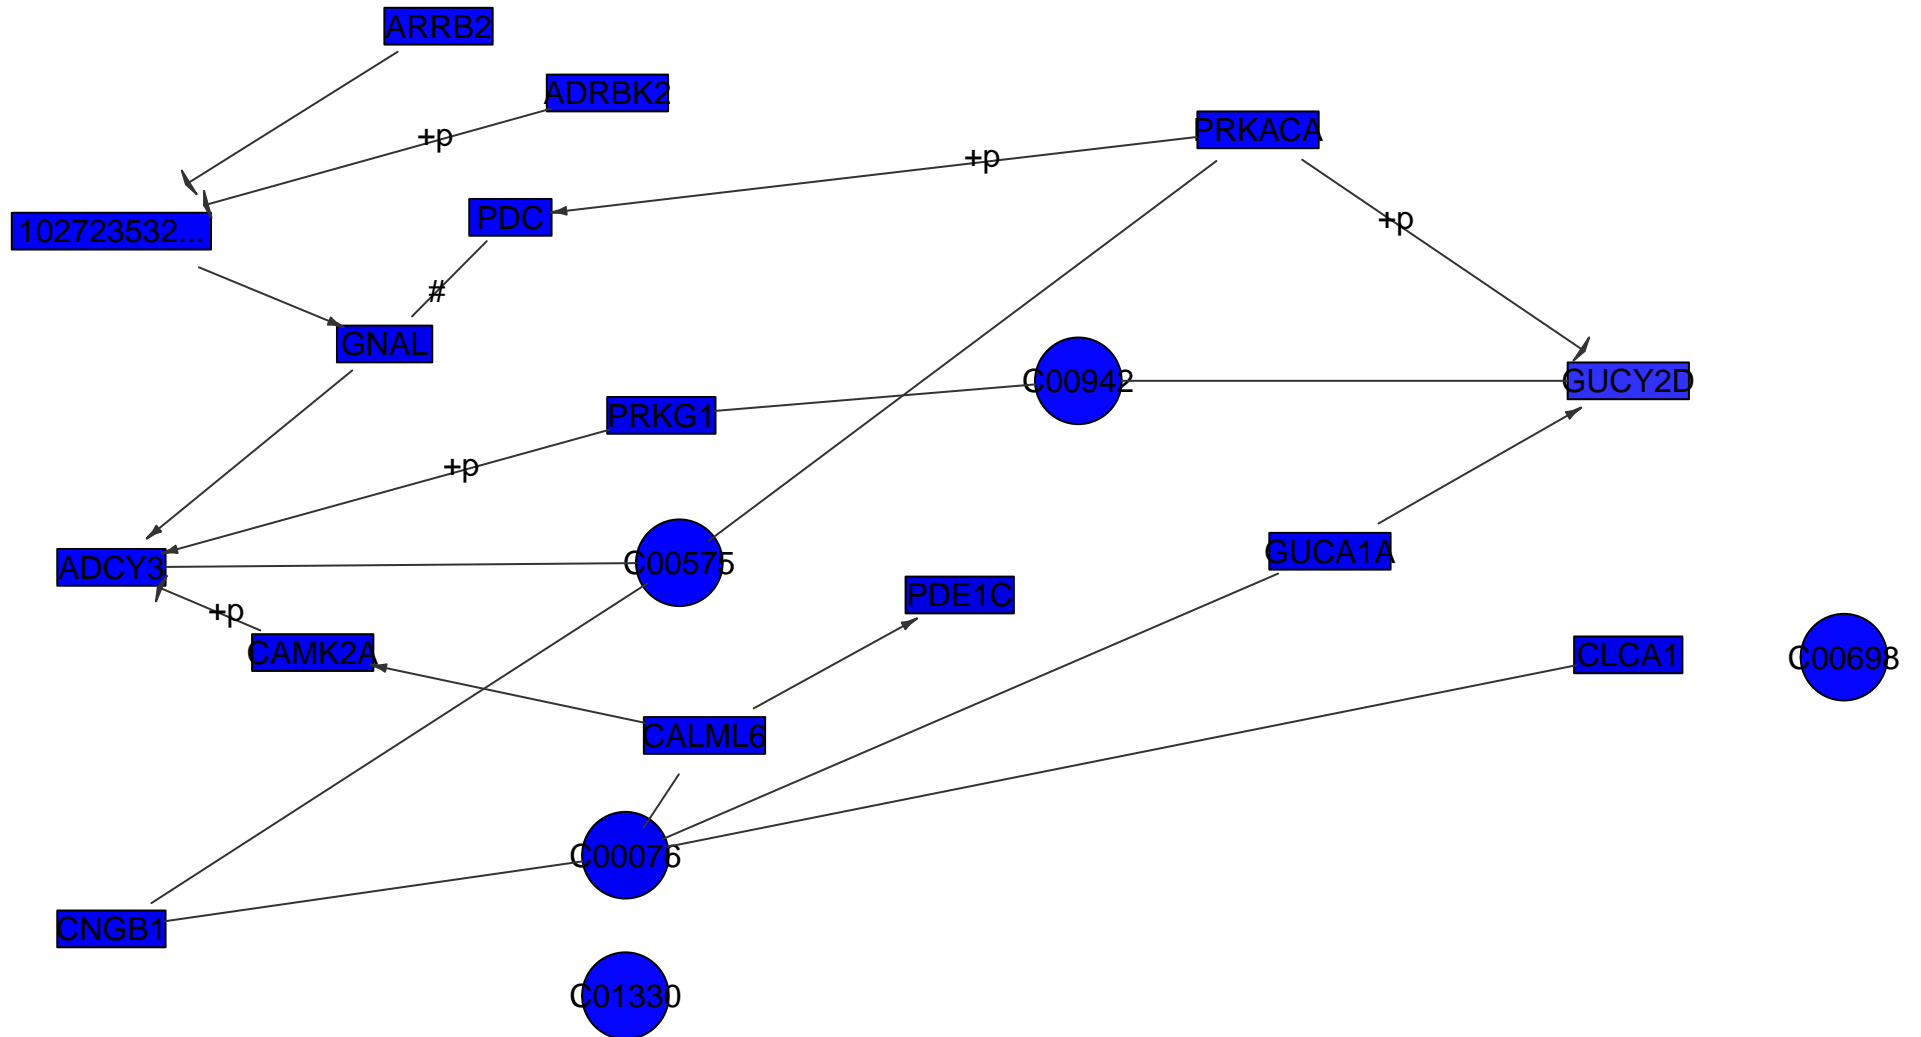 ARRB2
ADRBK2
PRKACA
+p
+p
PDC
+p
102723532...
#
GNAL
C00942
GUCY2D
PRKG1
+p
GUCA1A
ADCY3
C00575
PDE1C
+p
CAMK2A
CLCA1
C00698
CALML6
C00076
CNGB1
C01330